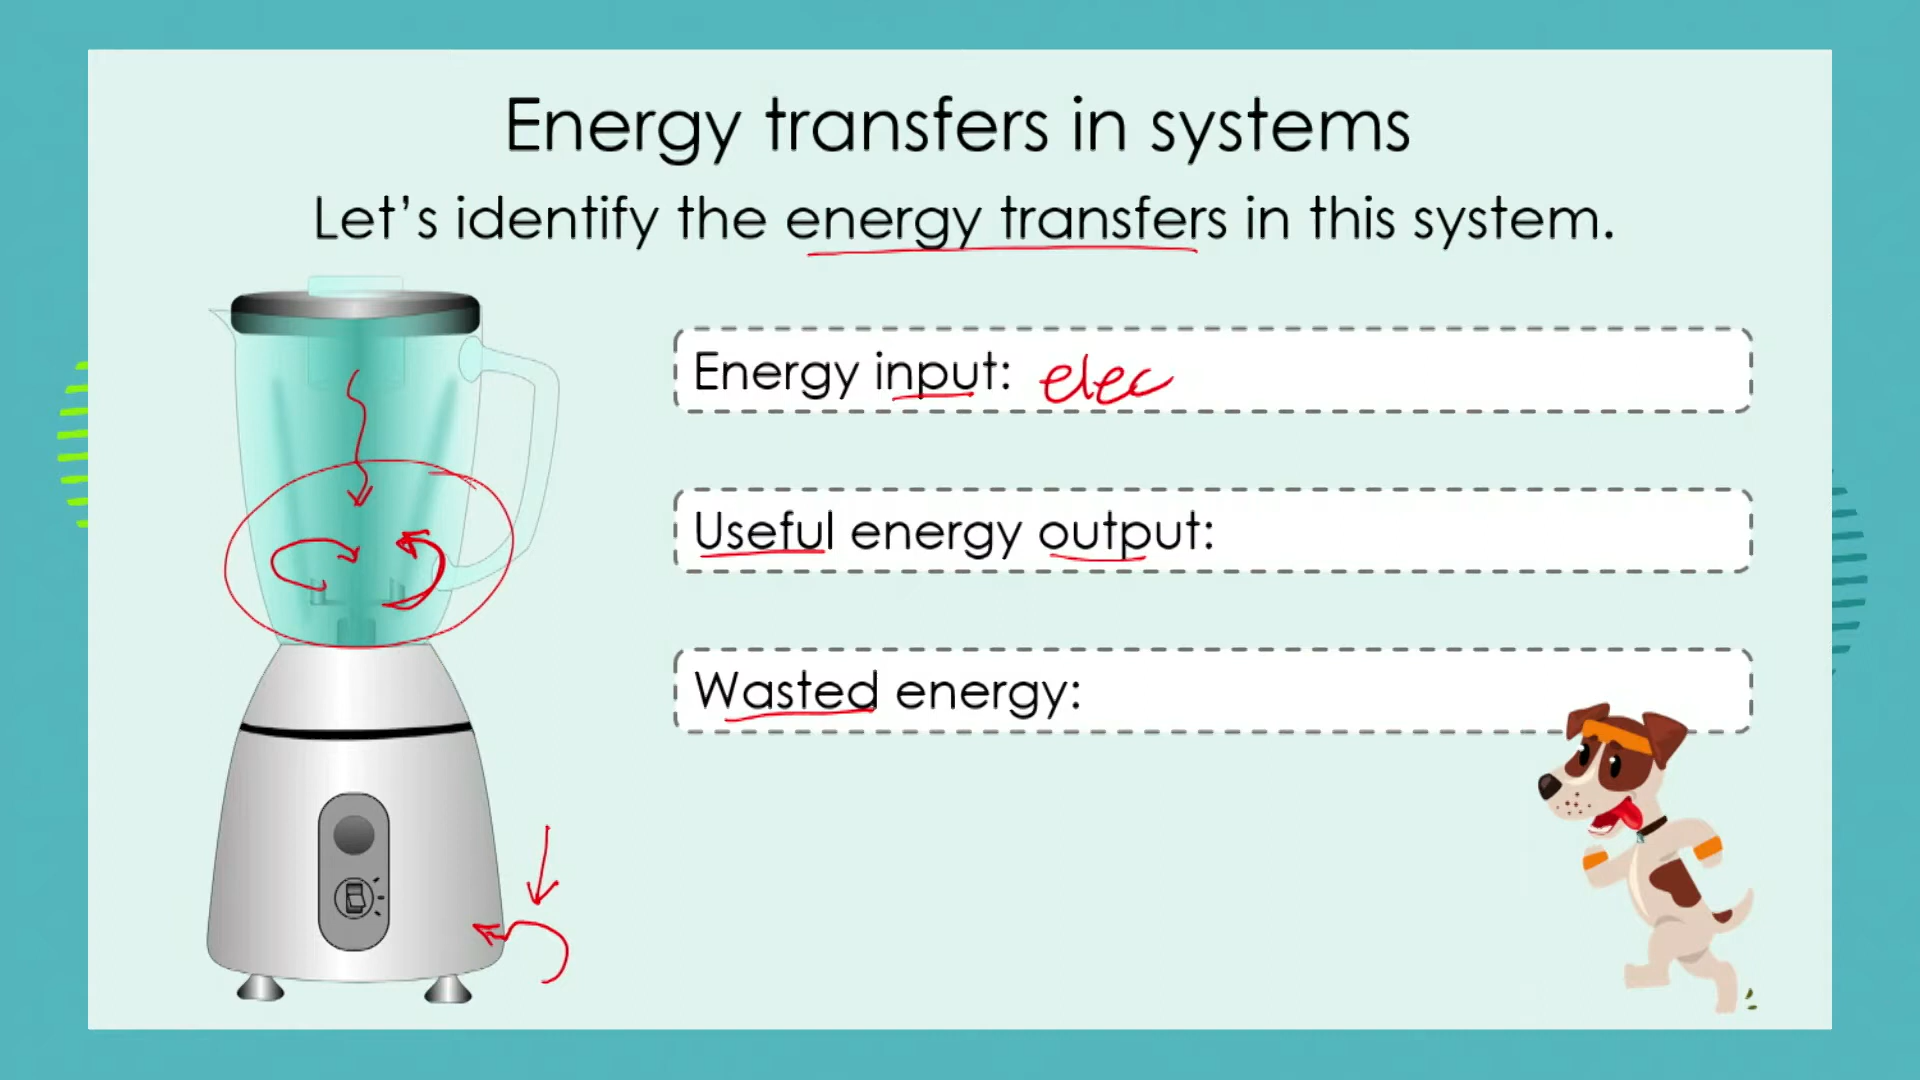 Energy transfers in systems
Let's identify the energy transfers in this system.
Energy input: elec
Useful energy output:
Wasted energy: